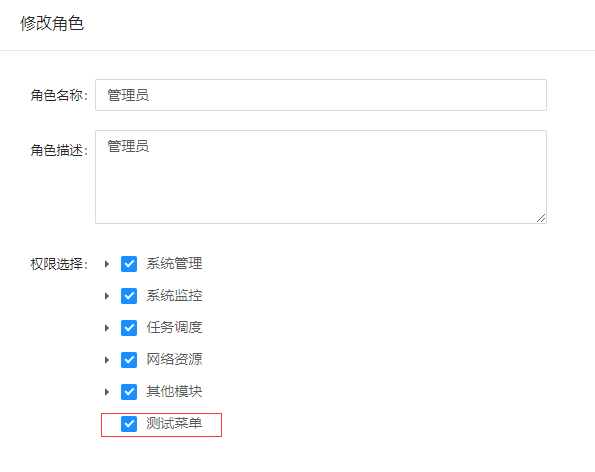 修改角色
角色名称: 管理员
角色描述: 管理员
权限选择: 系统管理
系统监控
任务调度
网络资源
其他模块
测试菜单